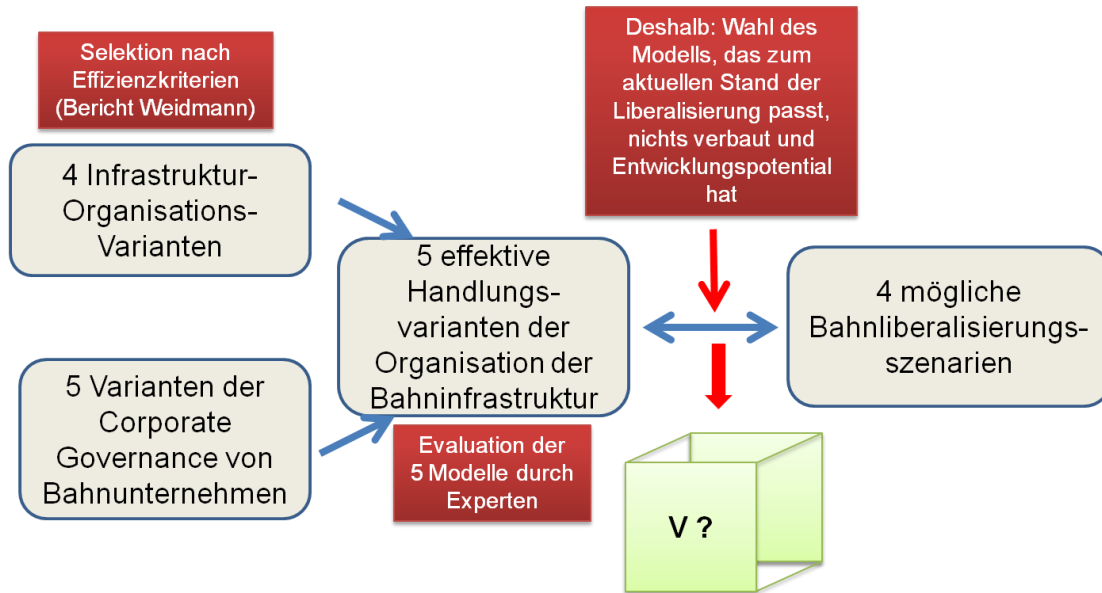 Selektion nach
Effizienzkriterien
(Bericht Weidmann)
4 Infrastruktur-
Organisations-
Varianten
5 Varianten der
Corporate
Governance von
Bahnunternehmen
5 effektive
Handlungs-
varianten der
Organisation der
Bahninfrastruktur
Evaluation der
5 Modelle durch
Experten
Deshalb: Wahl des
Modells, das zum
aktuellen Stand der
Liberalisierung passt,
nichts verbaut und
Entwicklungspotential
hat
4 mögliche
Bahnliberalisierungs-
szenarien
V ?